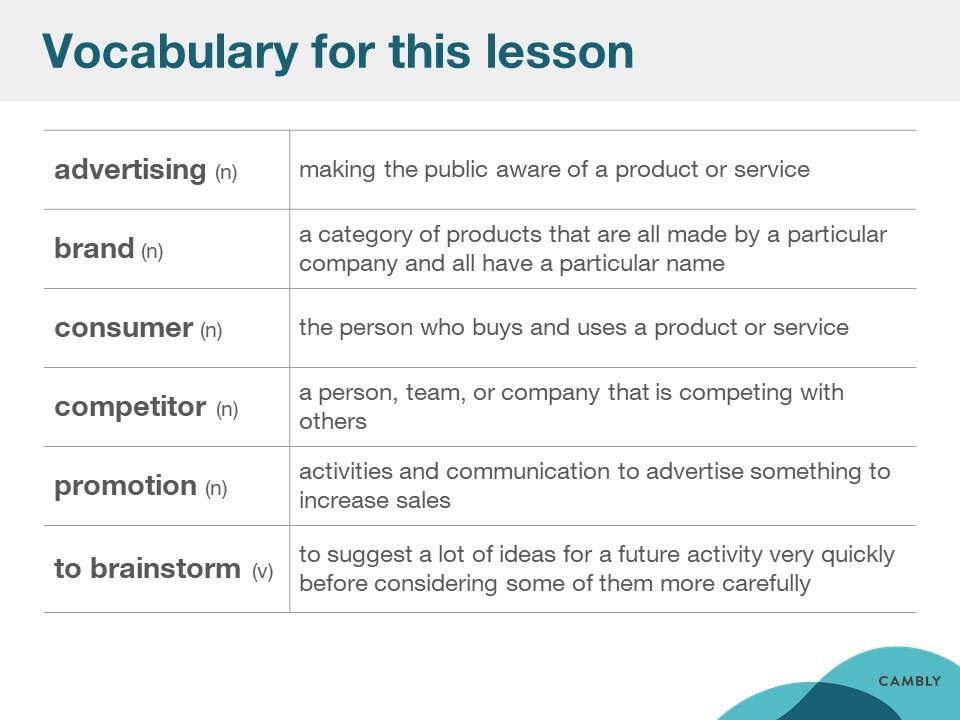 Vocabulary for this lesson
advertising (n)
making the public aware of a product or service
brand (n)
a category of products that are all made by a particular
company and all have a particular name
consumer (n)
the person who buys and uses a product or service
competitor (n)
a person, team, or company that is competing with
others
promotion (n)
activities and communication to advertise something to
increase sales
to brainstorm (v)
to suggest a lot of ideas for a future activity very quickly
before considering some of them more carefully
CAMBLY